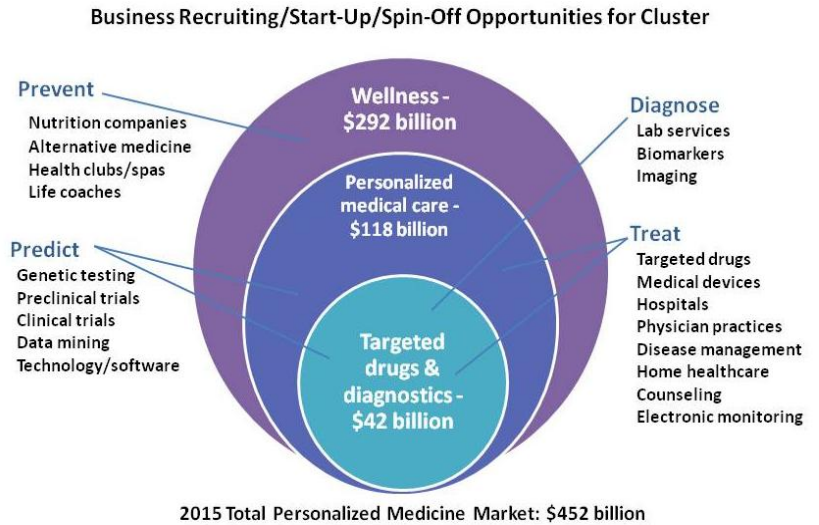 Business Recruiting/Start-Up/Spin-Off Opportunities for Cluster
Prevent
Nutrition companies
Alternative medicine
Health clubs/spas
Life coaches
Predict
Genetic testing
Preclinical trials
Clinical trials
Data mining
Technology/software
Wellness -
$292 billion
Personalized
medical care -
$118 billion
Targeted
drugs &
diagnostics -
$42 billion
Diagnose
Lab services
Biomarkers
Imaging
Treat
Targeted drugs
Medical devices
Hospitals
Physician practices
Disease management
Home healthcare
Counseling
Electronic monitoring
2015 Total Personalized Medicine Market: $452 billion